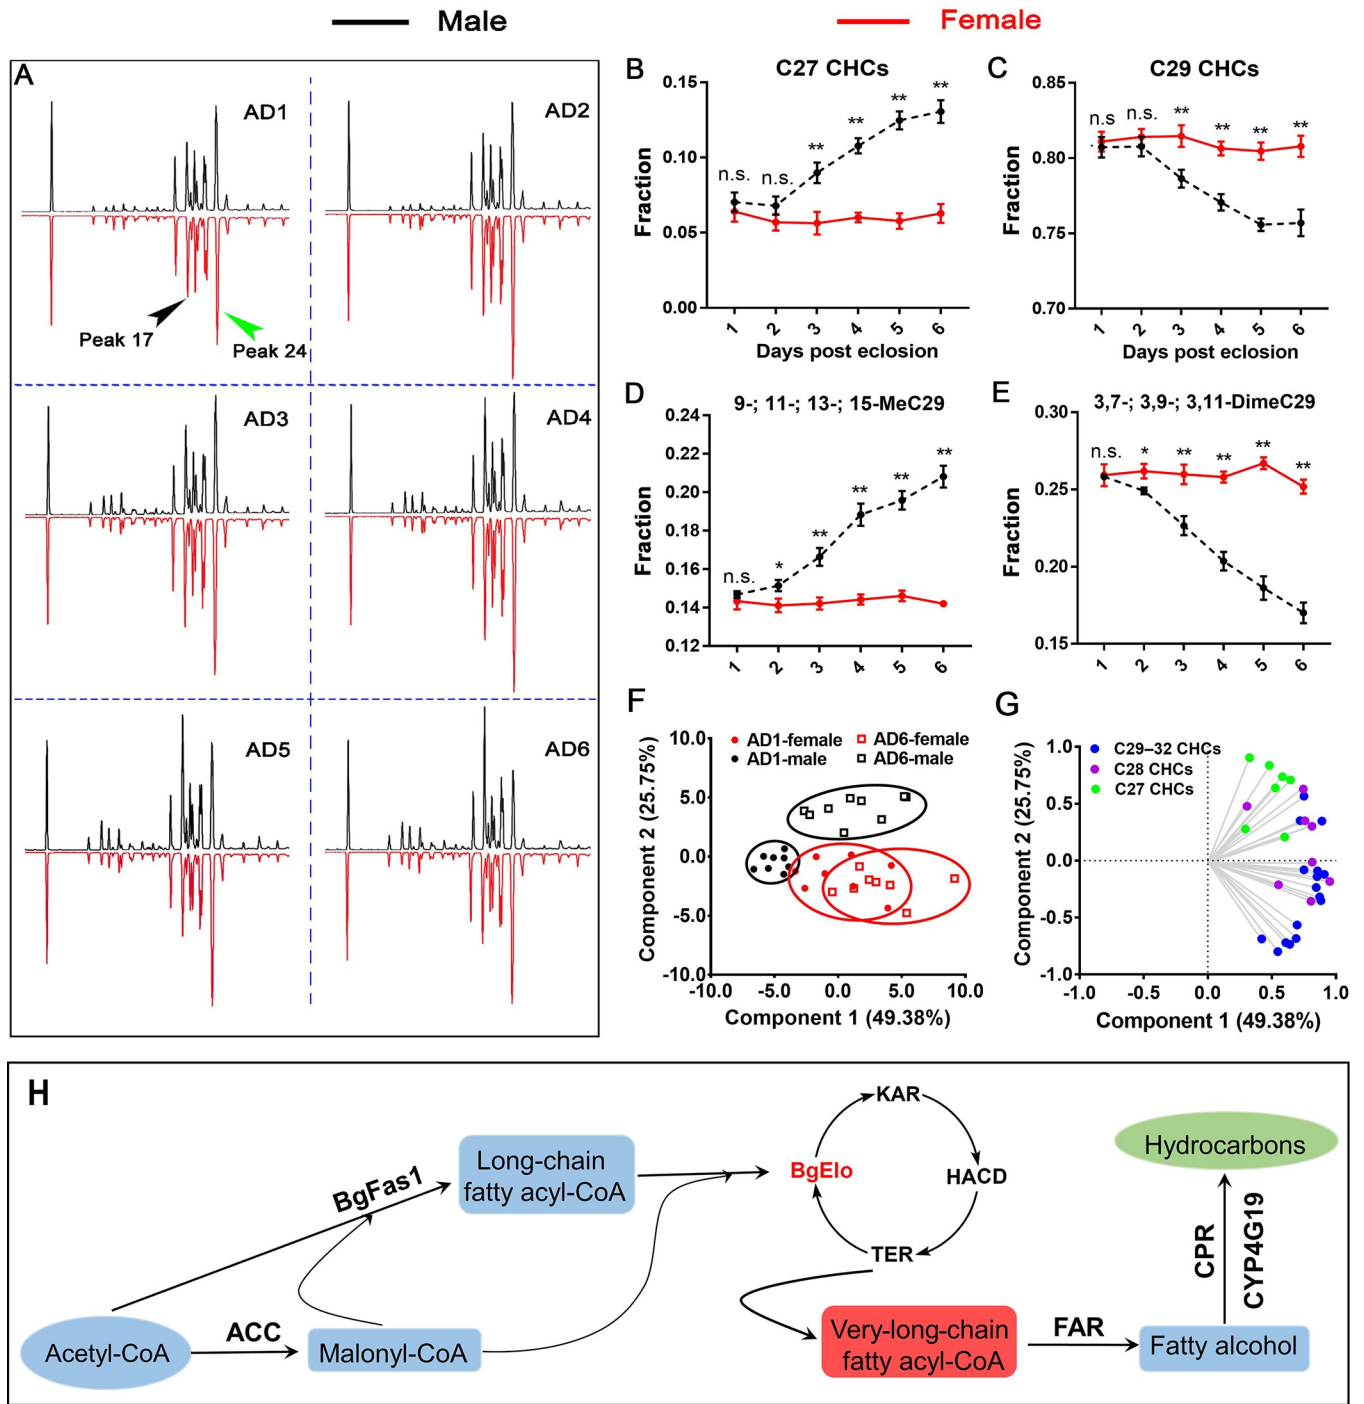 Male
Female
A
AD1
AD2
Peak 17
Peak 24
AD3
AD4
AD5
AD6
B
C27 CHCs
0.15
0.10
0.05
0.00
Fraction
n.s.
n.s.
**
**
**
**
1
2
3
4
5
6
Days post eclosion
C
C29 CHCs
0.85
0.80
0.75
0.70
Fraction
n.s
n.s.
**
**
**
**
1
2
3
4
5
6
Days post eclosion
D
9-; 11-; 13-; 15-MeC29
0.24
0.22
0.20
0.18
0.16
0.14
0.12
Fraction
n.s.
*
**
**
**
**
1
2
3
4
5
6
E
3,7-; 3,9-; 3,11-DimeC29
0.30
0.25
0.20
0.15
Fraction
n.s.
*
**
**
**
**
1
2
3
4
5
6
F
AD1-female
AD6-female
AD1-male
AD6-male
10.0
5.0
0.0
-5.0
-10.0
Component 2 (25.75%)
-10.0
-5.0
0.0
5.0
10.0
Component 1 (49.38%)
G
C29–32 CHCs
C28 CHCs
C27 CHCs
1.0
0.5
0.0
-0.5
-1.0
Component 2 (25.75%)
-1.0
-0.5
0.0
0.5
1.0
Component 1 (49.38%)
H
Acetyl-CoA
ACC
Malonyl-CoA
BgFas1
Long-chain
fatty acyl-CoA
BgElo
KAR
HACD
TER
Very-long-chain
fatty acyl-CoA
FAR
Fatty alcohol
CPR
CYP4G19
Hydrocarbons